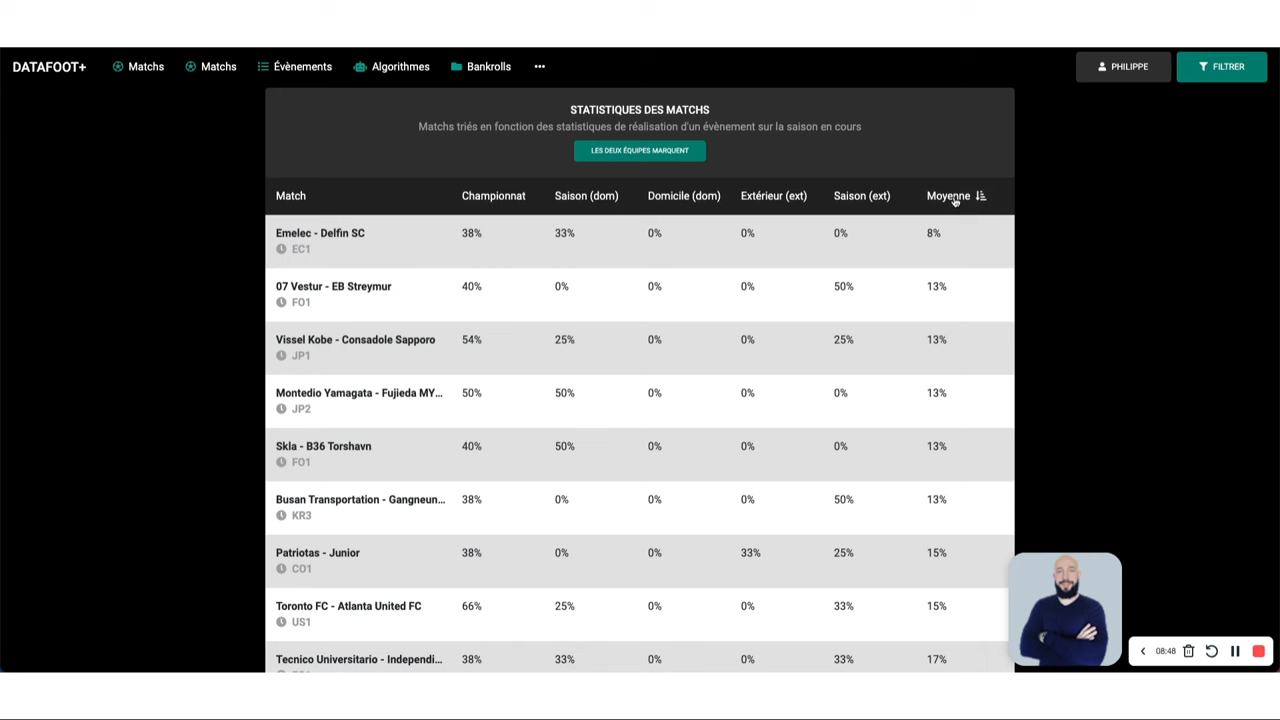 DATAFOOT+ Matchs Matchs Évènements Algorithmes Bankrolls ••• PHILIPPE FILTRER
STATISTIQUES DES MATCHS
Matchs triés en fonction des statistiques de réalisation d'un évènement sur la saison en cours
LES DEUX ÉQUIPES MARQUENT
Match Championnat Saison (dom) Domicile (dom) Extérieur (ext) Saison (ext) Moyenne
Emelec - Delfin SC 38% 33% 0% 0% 0% 8%
EC1
07 Vestur - EB Streymur 40% 0% 0% 0% 50% 13%
FO1
Vissel Kobe - Consadole Sapporo 54% 25% 0% 0% 25% 13%
JP1
Montedio Yamagata - Fujieda MY... 50% 50% 0% 0% 0% 13%
JP2
Skla - B36 Torshavn 40% 50% 0% 0% 0% 13%
FO1
Busan Transportation - Gangneun... 38% 0% 0% 0% 50% 13%
KR3
Patriotas - Junior 38% 0% 0% 33% 25% 15%
CO1
Toronto FC - Atlanta United FC 66% 25% 0% 0% 33% 15%
US1
Tecnico Universitario - Independi... 38% 33% 0% 0% 33% 17%
08:48